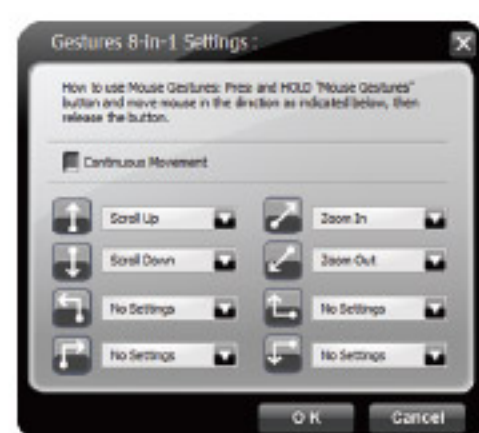 Gestures 8-in-1 Settings :
How to use Mouse Gestures: Press and HOLD "Mouse Gestures"
button and move mouse in the direction as indicated below, then
release the button.
Continuous Movement
Scroll Up
Zoom In
Scroll Down
Zoom Out
No Settings
No Settings
No Settings
No Settings
OK
Cancel